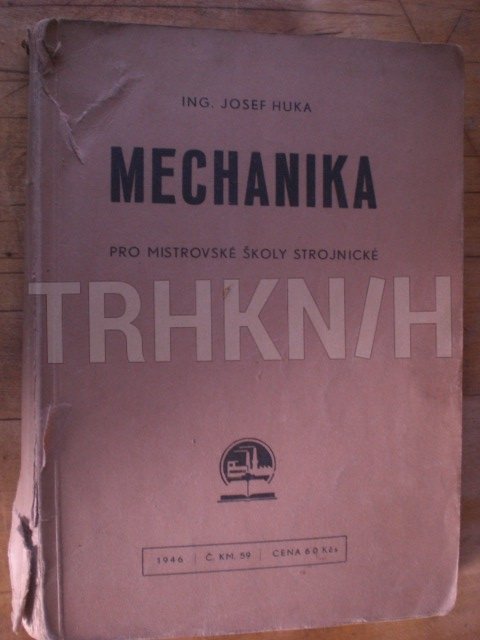 ING. JOSEF HUKA
MECHANIKA
PRO MISTROVSKÉ ŠKOLY STROJNICKÉ
TRHKNIH
1946 | Č. KM. 59 | CENA 60 Kčs